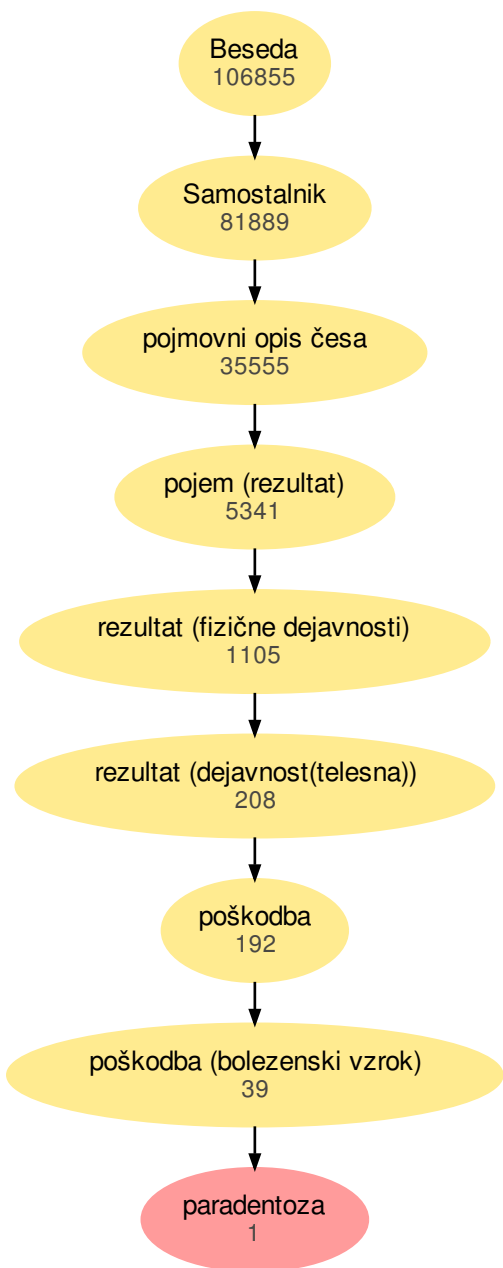 Beseda
106855
Samostalnik
81889
pojmovni opis česa
35555
pojem (rezultat)
5341
rezultat (fizične dejavnosti)
1105
rezultat (dejavnost(telesna))
208
poškodba
192
poškodba (bolezenski vzrok)
39
paradentoza
1